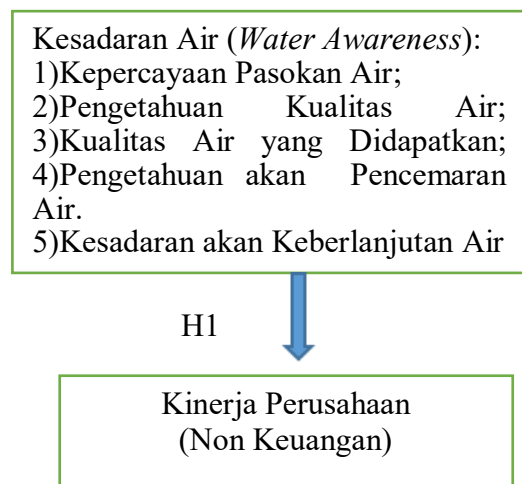 Kesadaran Air (Water Awareness):
1)Kepercayaan Pasokan Air;
2)Pengetahuan Kualitas Air;
3)Kualitas Air yang Didapatkan;
4)Pengetahuan akan Pencemaran
Air.
5)Kesadaran akan Keberlanjutan Air
H1
Kinerja Perusahaan
(Non Keuangan)